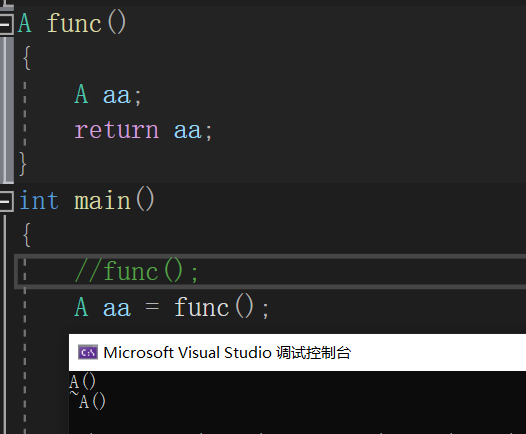 A func()
{
A aa;
return aa;
}
int main()
{
//func();
A aa = func();
C:\ Microsoft Visual Studio 调试控制台
A()
~A()